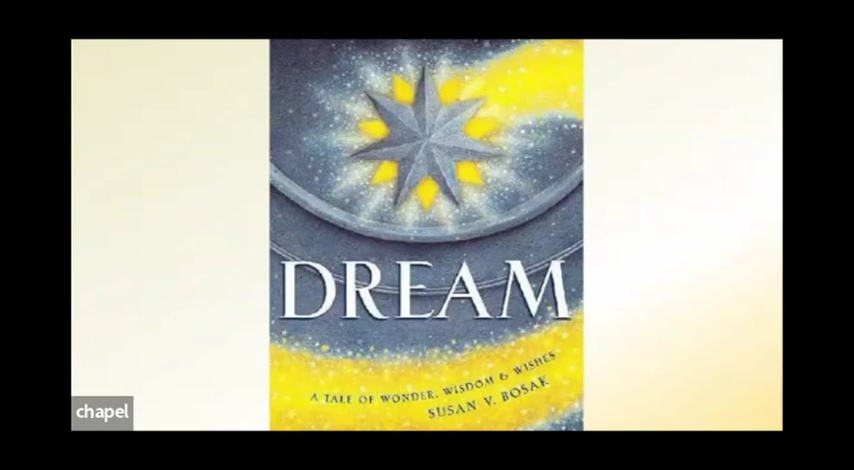 DREAM
A TALE OF WONDER, WISDOM & WISHES
SUSAN V. BOSAK
chapel